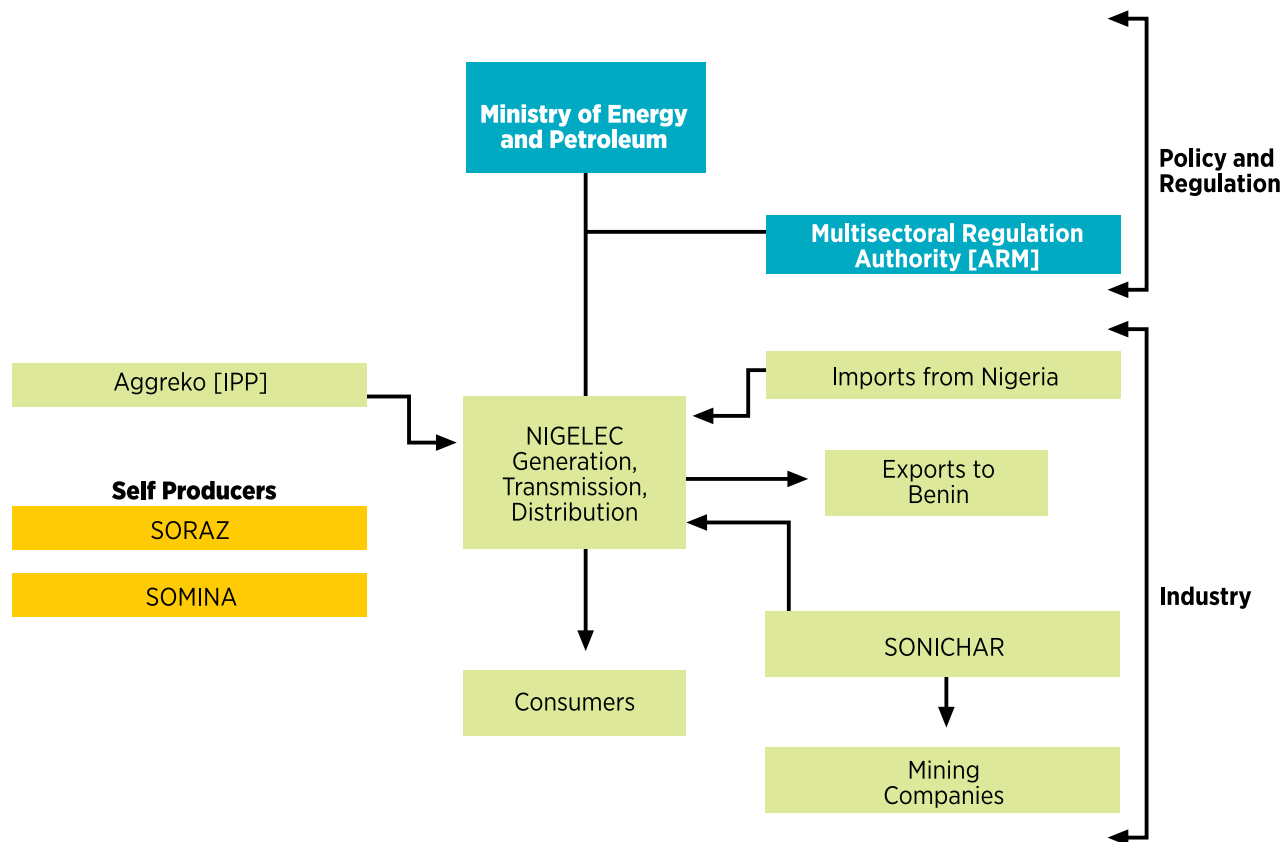 Ministry of Energy
and Petroleum
Policy and
Regulation
Multisectoral Regulation
Authority [ARM]
Aggreko [IPP]
Imports from Nigeria
NIGELEC
Generation,
Transmission,
Distribution
Exports to
Benin
Self Producers
SORAZ
SOMINA
Industry
SONICHAR
Consumers
Mining
Companies